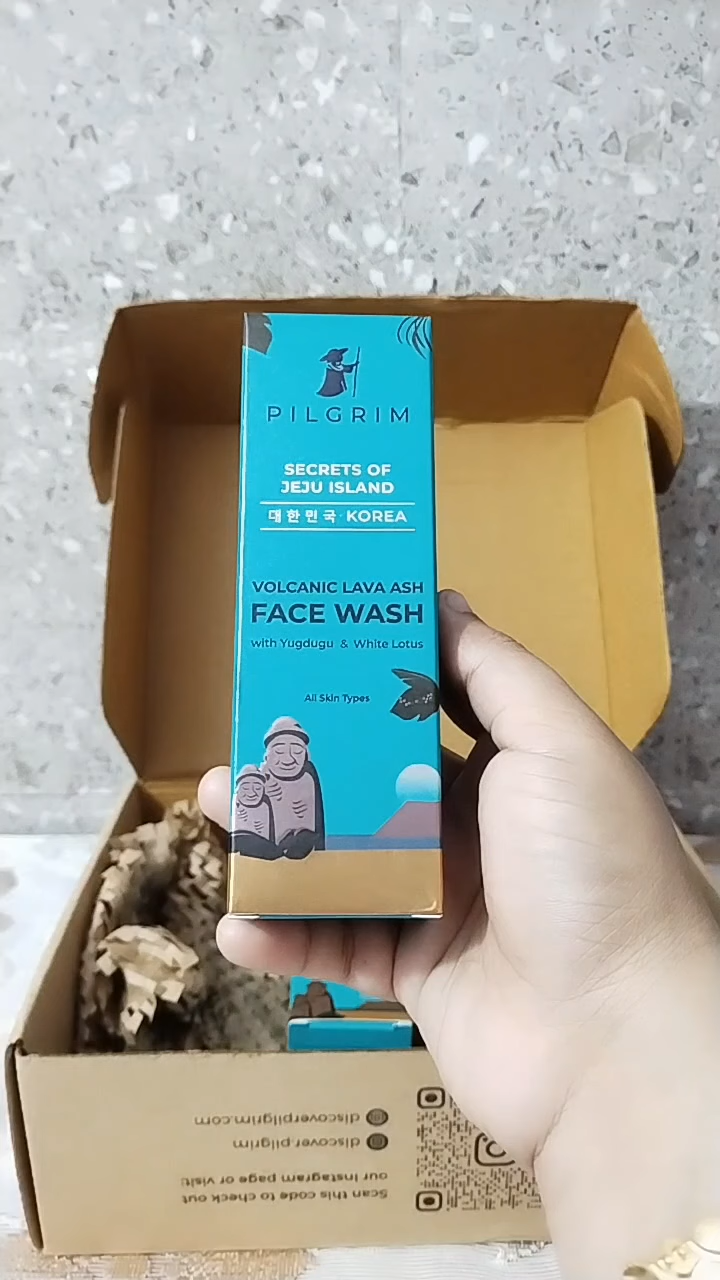 PILGRIM
SECRETS OF
JEJU ISLAND
대한민국 · KOREA
VOLCANIC LAVA ASH
FACE WASH
with Yugdugu & White Lotus
All Skin Types
Scan this code to check out
our Instagram page or visit:
discover.pilgrim
discoverpilgrim.com